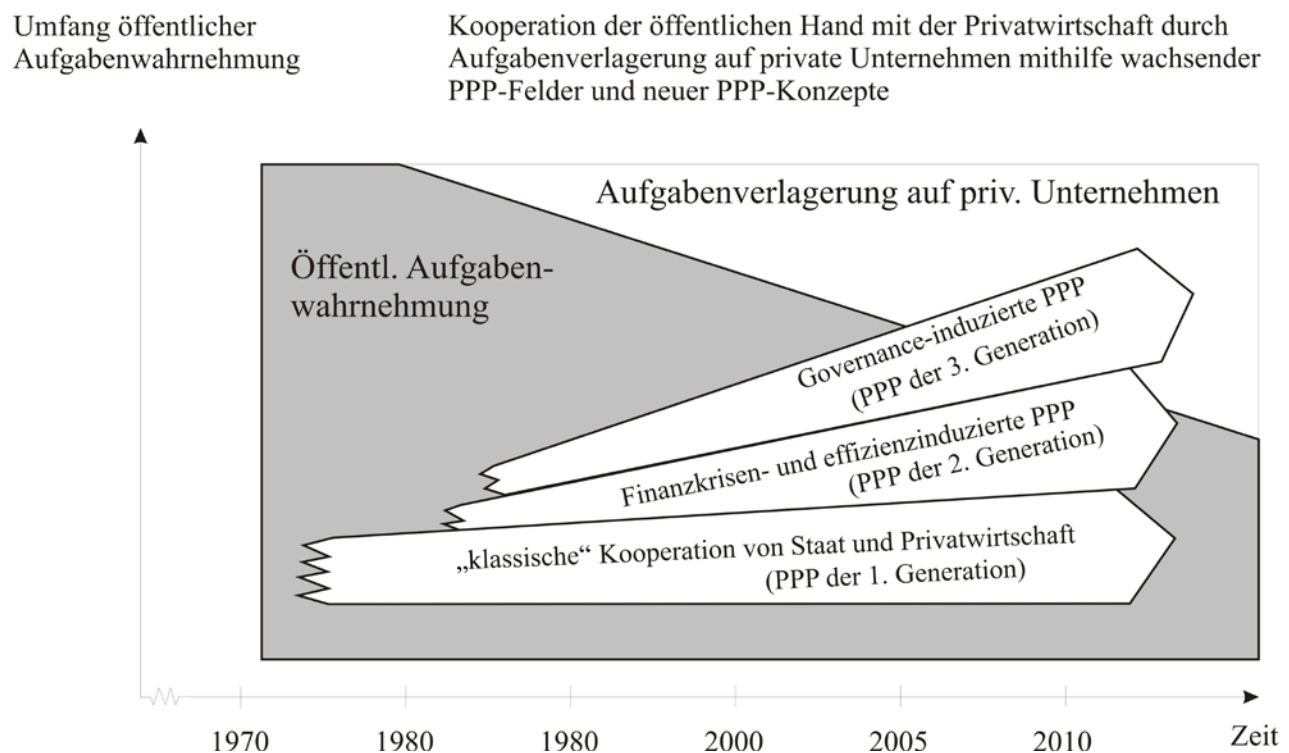 Umfang öffentlicher
Aufgabenwahrnehmung
Kooperation der öffentlichen Hand mit der Privatwirtschaft durch
Aufgabenverlagerung auf private Unternehmen mithilfe wachsender
PPP-Felder und neuer PPP-Konzepte
Aufgabenverlagerung auf priv. Unternehmen
Öffentl. Aufgaben-
wahrnehmung
Governance-induzierte PPP
(PPP der 3. Generation)
Finanzkrisen- und effizienzinduzierte PPP
(PPP der 2. Generation)
„klassische“ Kooperation von Staat und Privatwirtschaft
(PPP der 1. Generation)
1970 1980 1980 2000 2005 2010 Zeit